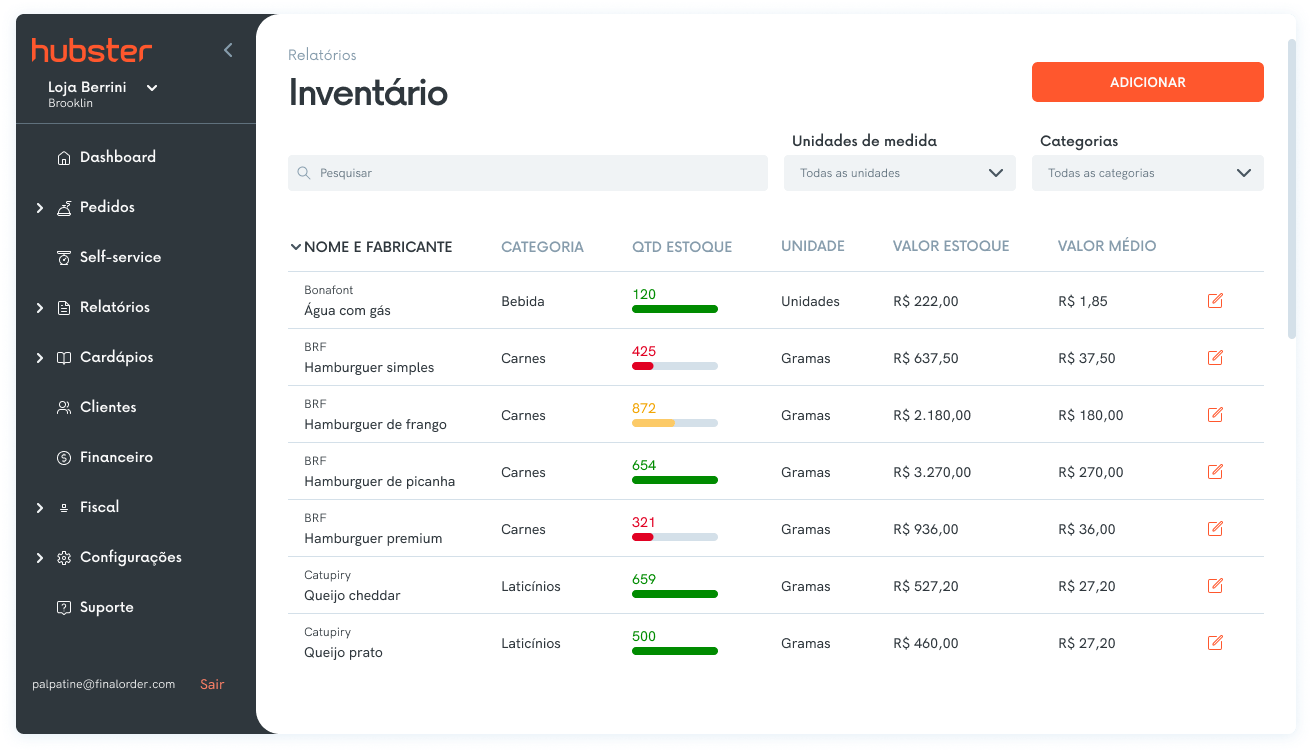 hubster
Loja Berrini
Brooklin
Dashboard
Pedidos
Self-service
Relatórios
Cardápios
Clientes
Financeiro
Fiscal
Configurações
Suporte
palpatine@finalorder.com Sair
Relatórios
Inventário
ADICIONAR
Unidades de medida Categorias
Pesquisar Todas as unidades Todas as categorias
NOME E FABRICANTE CATEGORIA QTD ESTOQUE UNIDADE VALOR ESTOQUE VALOR MÉDIO
Bonafont
Água com gás Bebida 120 Unidades R$ 222,00 R$ 1,85
BRF
Hamburguer simples Carnes 425 Gramas R$ 637,50 R$ 37,50
BRF
Hamburguer de frango Carnes 872 Gramas R$ 2.180,00 R$ 180,00
BRF
Hamburguer de picanha Carnes 654 Gramas R$ 3.270,00 R$ 270,00
BRF
Hamburguer premium Carnes 321 Gramas R$ 936,00 R$ 36,00
Catupiry
Queijo cheddar Laticínios 659 Gramas R$ 527,20 R$ 27,20
Catupiry
Queijo prato Laticínios 500 Gramas R$ 460,00 R$ 27,20